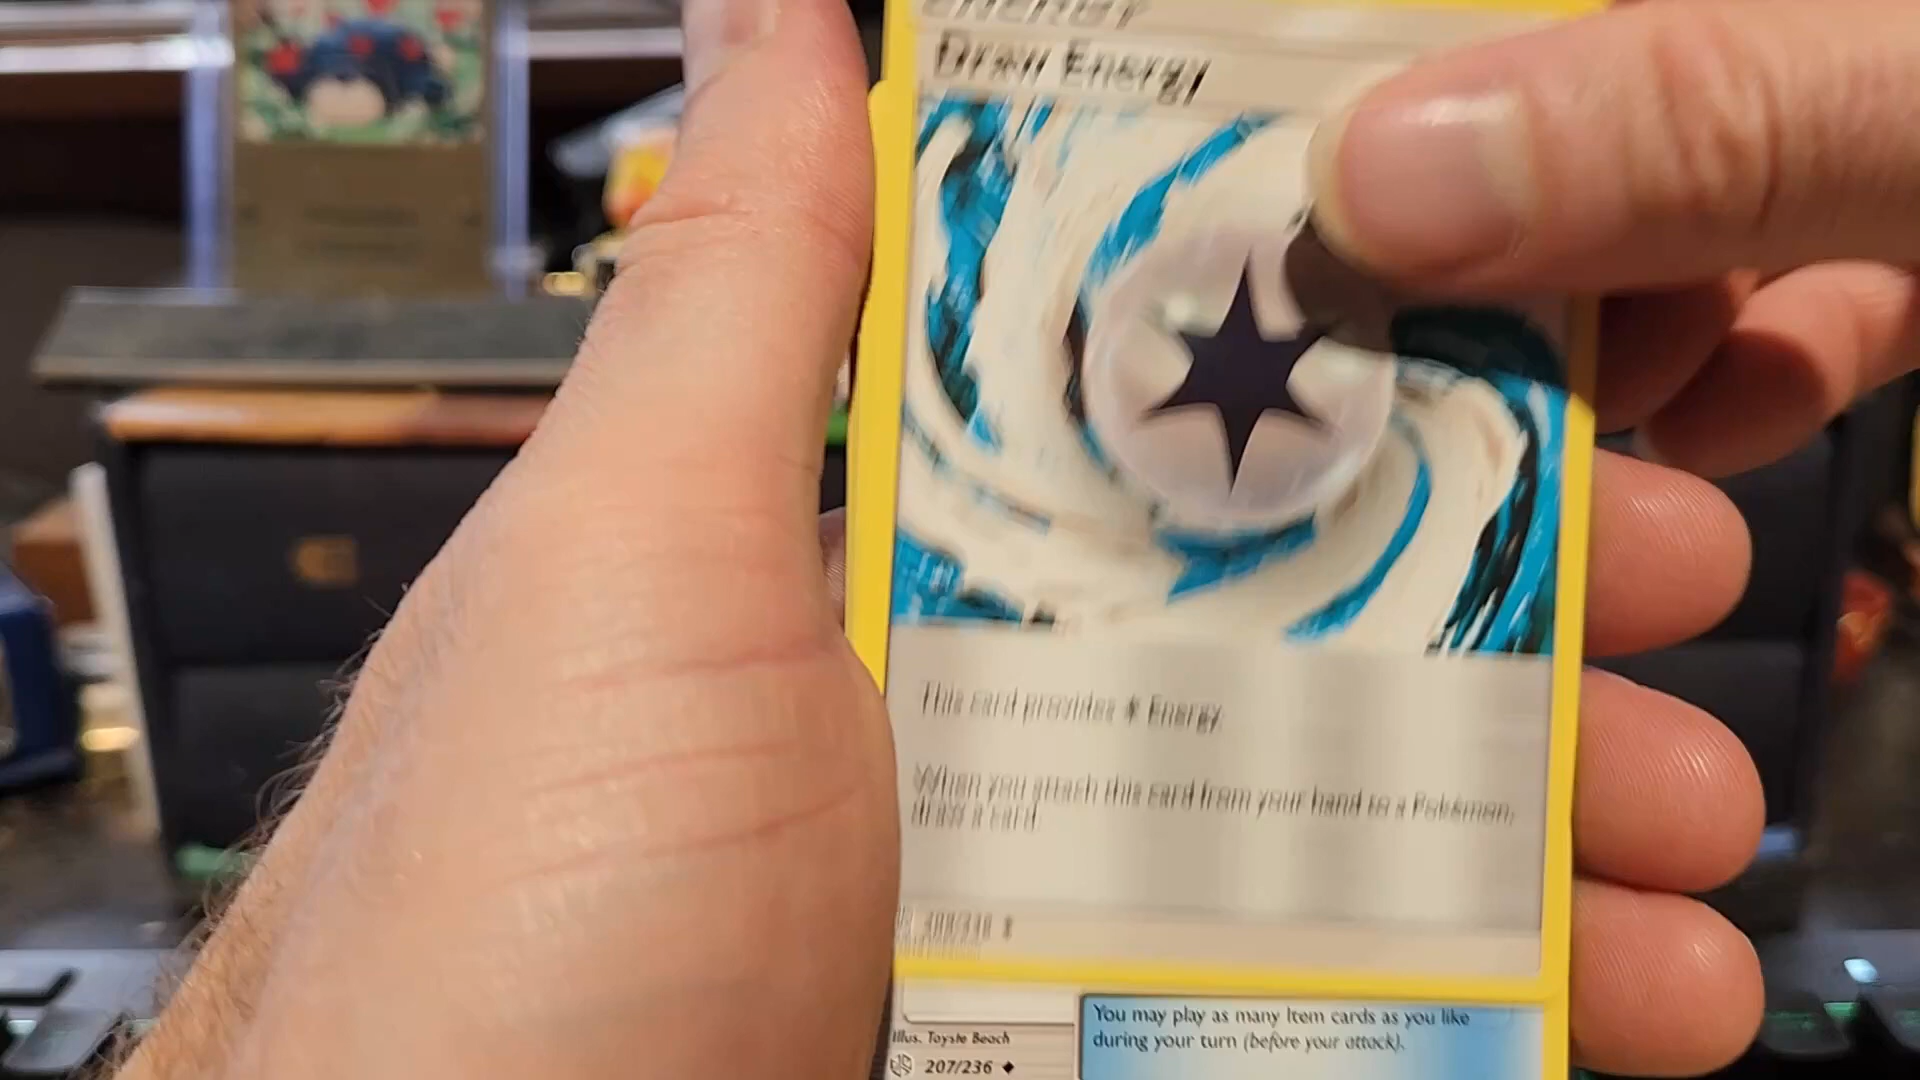 ENERGY
Draw Energy
This card provides Energy.
When you attach this card from your hand to a Pokémon,
draw a card.
You may play as many Item cards as you like
during your turn (before your attack).
Illus. Toyste Beach
207/236